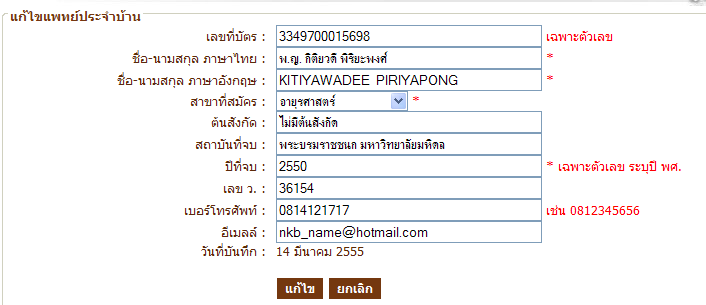 แก้ไขแพทย์ประจำบ้าน
เลขที่บัตร : 3349700015698 เฉพาะตัวเลข
ชื่อ-นามสกุล ภาษาไทย : พ.ญ. กิติยวดี พิริยะพงศ์ *
ชื่อ-นามสกุล ภาษาอังกฤษ : KITIYAWADEE PIRIYAPONG *
สาขาที่สมัคร : อายุรศาสตร์ *
ต้นสังกัด : ไม่มีต้นสังกัด
สถาบันที่จบ : พระบรมราชชนก มหาวิทยาลัยมหิดล
ปีที่จบ : 2550 * เฉพาะตัวเลข ระบุปี พศ.
เลข ว. : 36154
เบอร์โทรศัพท์ : 0814121717 เช่น 0812345656
อีเมลล์ : nkb_name@hotmail.com
วันที่บันทึก : 14 มีนาคม 2555
แก้ไข ยกเลิก